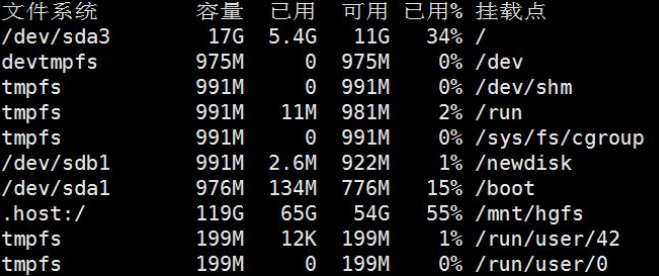 文件系统 容量 已用 可用 已用% 挂载点
/dev/sda3 17G 5.4G 11G 34% /
devtmpfs 975M 0 975M 0% /dev
tmpfs 991M 0 991M 0% /dev/shm
tmpfs 991M 11M 981M 2% /run
tmpfs 991M 0 991M 0% /sys/fs/cgroup
/dev/sdb1 991M 2.6M 922M 1% /newdisk
/dev/sda1 976M 134M 776M 15% /boot
.host:/ 119G 65G 54G 55% /mnt/hgfs
tmpfs 199M 12K 199M 1% /run/user/42
tmpfs 199M 0 199M 0% /run/user/0